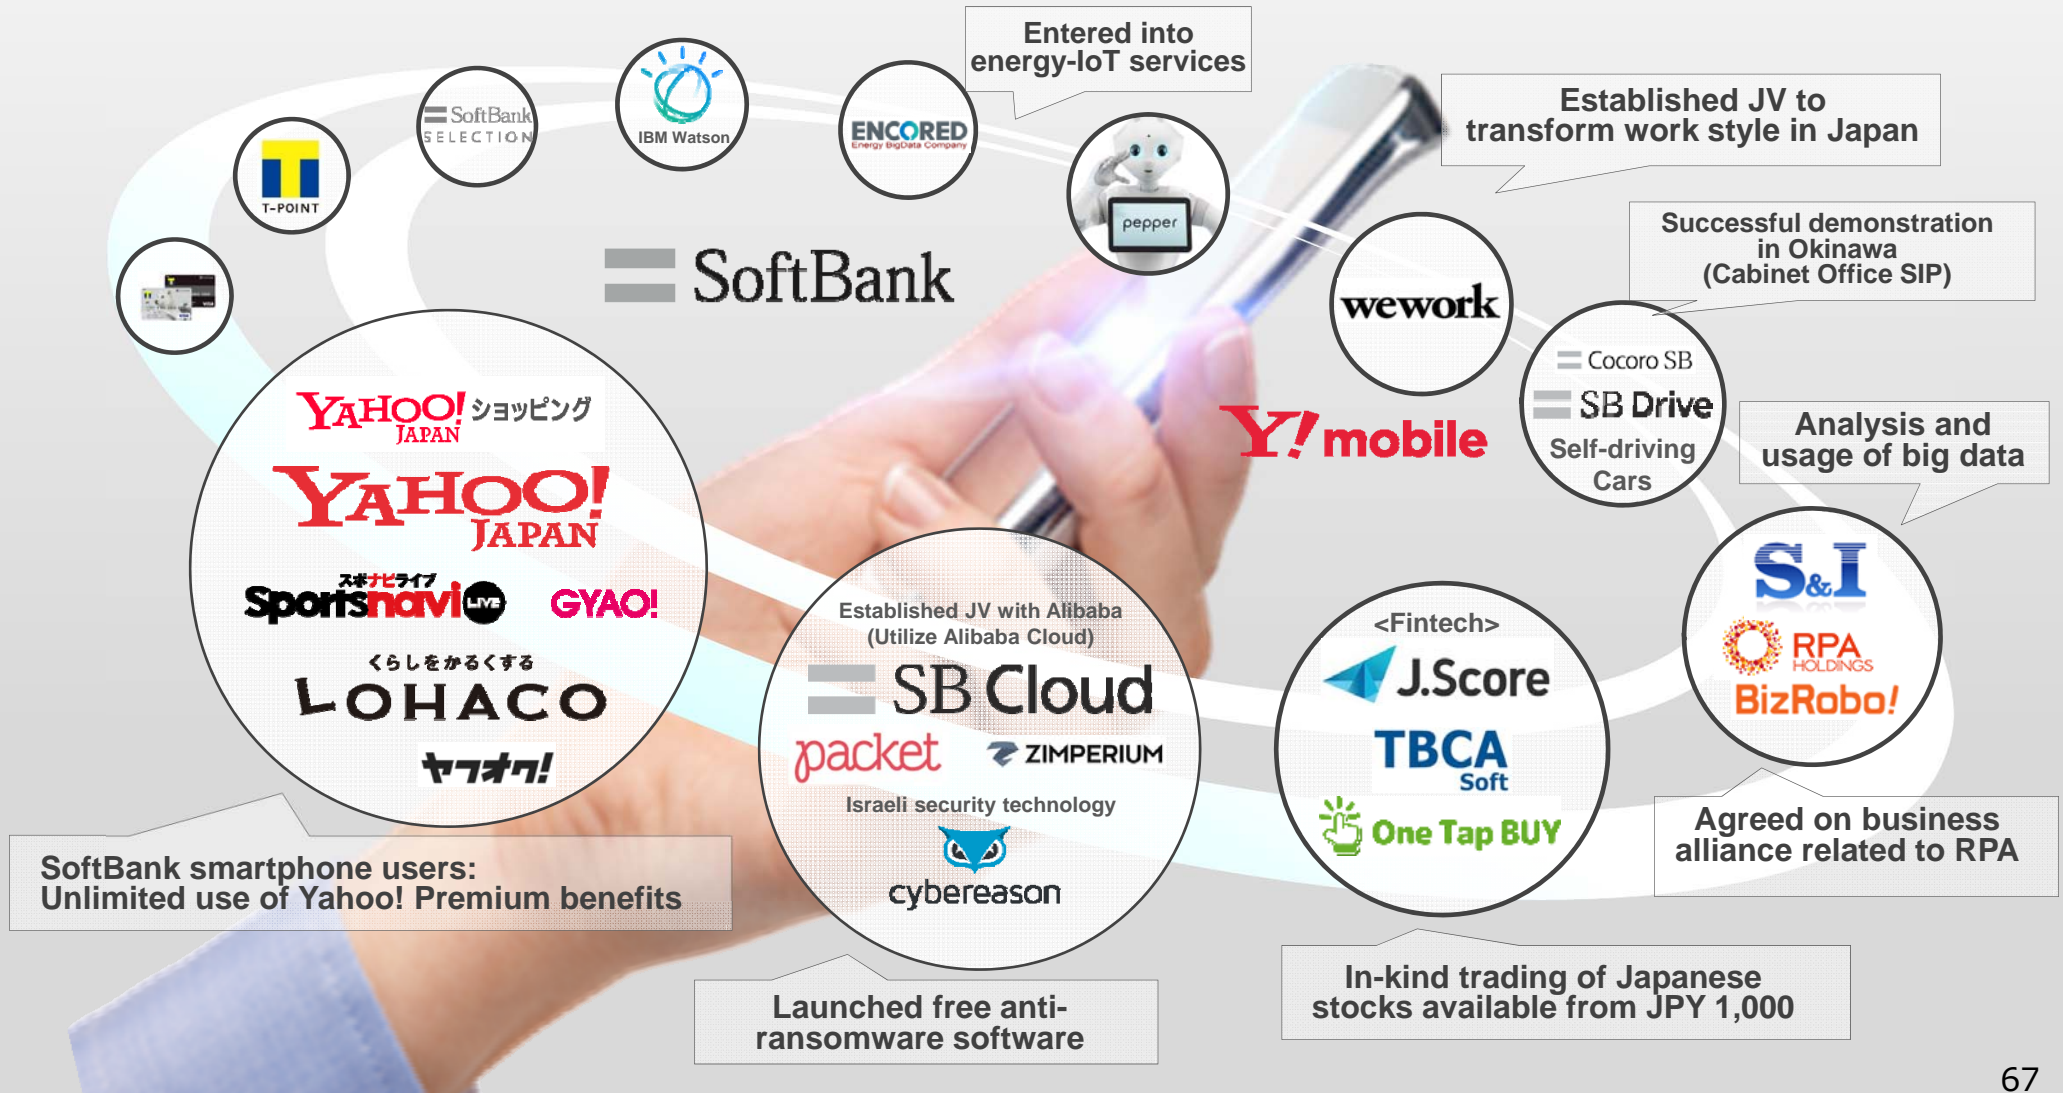 Entered into
energy-IoT services
Established JV to
transform work style in Japan
Successful demonstration
in Okinawa
(Cabinet Office SIP)
Analysis and
usage of big data
T-POINT
SoftBank
SELECTION
IBM Watson
ENCORED
Energy BigData Company
pepper
wework
Cocoro SB
SB Drive
Self-driving
Cars
SoftBank
Y!mobile
YAHOO! ショッピング
JAPAN
YAHOO!
JAPAN
スポナビライブ
Sportsnavi LIVE
GYAO!
くらしをかるくする
LOHACO
ヤフオク!
SoftBank smartphone users:
Unlimited use of Yahoo! Premium benefits
Established JV with Alibaba
(Utilize Alibaba Cloud)
SB Cloud
packet
ZIMPERIUM
Israeli security technology
cybereason
Launched free anti-
ransomware software
<Fintech>
J.Score
TBCA
Soft
One Tap BUY
In-kind trading of Japanese
stocks available from JPY 1,000
S&I
RPA
HOLDINGS
BizRobo!
Agreed on business
alliance related to RPA
67